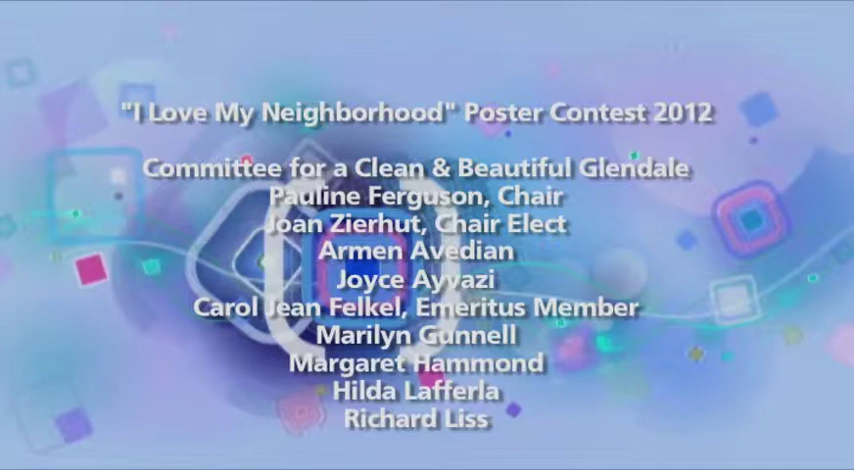 "I Love My Neighborhood" Poster Contest 2012
Committee for a Clean & Beautiful Glendale
Pauline Ferguson, Chair
Joan Zierhut, Chair Elect
Armen Avedian
Joyce Ayvazi
Carol Jean Felkel, Emeritus Member
Marilyn Gunnell
Margaret Hammond
Hilda Lafferla
Richard Liss